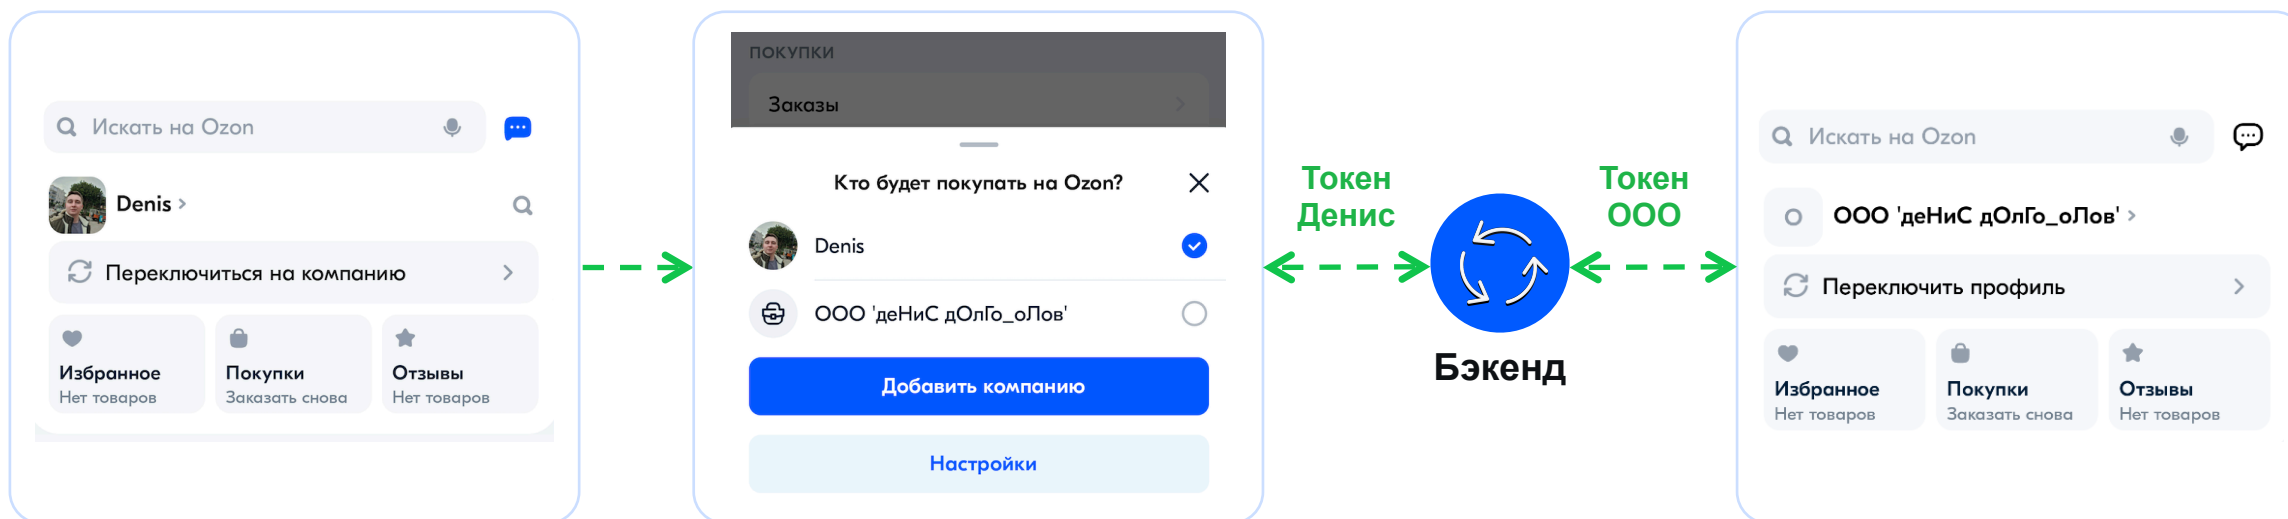 Искать на Ozon
Denis
Переключиться на компанию
Избранное
Нет товаров
Покупки
Заказать снова
Отзывы
Нет товаров
ПОКУПКИ
Заказы
Кто будет покупать на Ozon?
Denis
ООО 'деНиС дОлГо_оЛов'
Добавить компанию
Настройки
Токен
Денис
Бэкенд
Токен
ООО
Искать на Ozon
О
ООО 'деНиС дОлГо_оЛов'
Переключить профиль
Избранное
Нет товаров
Покупки
Заказать снова
Отзывы
Нет товаров